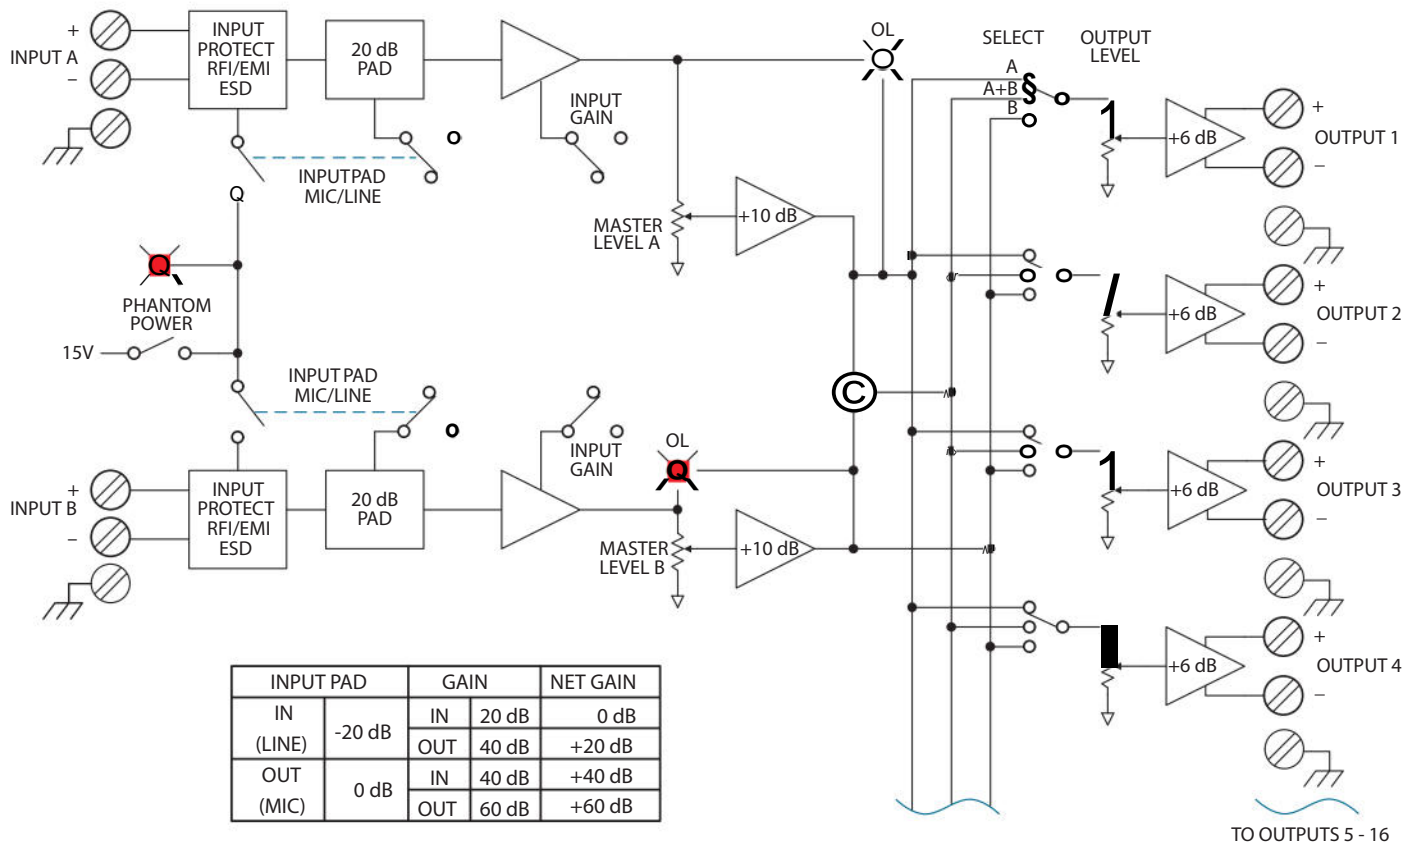 +
INPUT A
−
INPUT
PROTECT
RFI/EMI
ESD
20 dB
PAD
INPUT
GAIN
INPUT PAD
MIC/LINE
OL
SELECT
OUTPUT
LEVEL
A
A+B
B
+6 dB
+
OUTPUT 1
−
MASTER
LEVEL A
+10 dB
PHANTOM
POWER
15V
+6 dB
+
OUTPUT 2
−
INPUT PAD
MIC/LINE
C
INPUT
GAIN
OL
+
INPUT B
−
INPUT
PROTECT
RFI/EMI
ESD
20 dB
PAD
MASTER
LEVEL B
+10 dB
+6 dB
+
OUTPUT 3
−
+6 dB
+
OUTPUT 4
−
INPUT PAD GAIN NET GAIN
IN (LINE) -20 dB IN 20 dB 0 dB
OUT 40 dB +20 dB
OUT (MIC) 0 dB IN 40 dB +40 dB
OUT 60 dB +60 dB
TO OUTPUTS 5 - 16